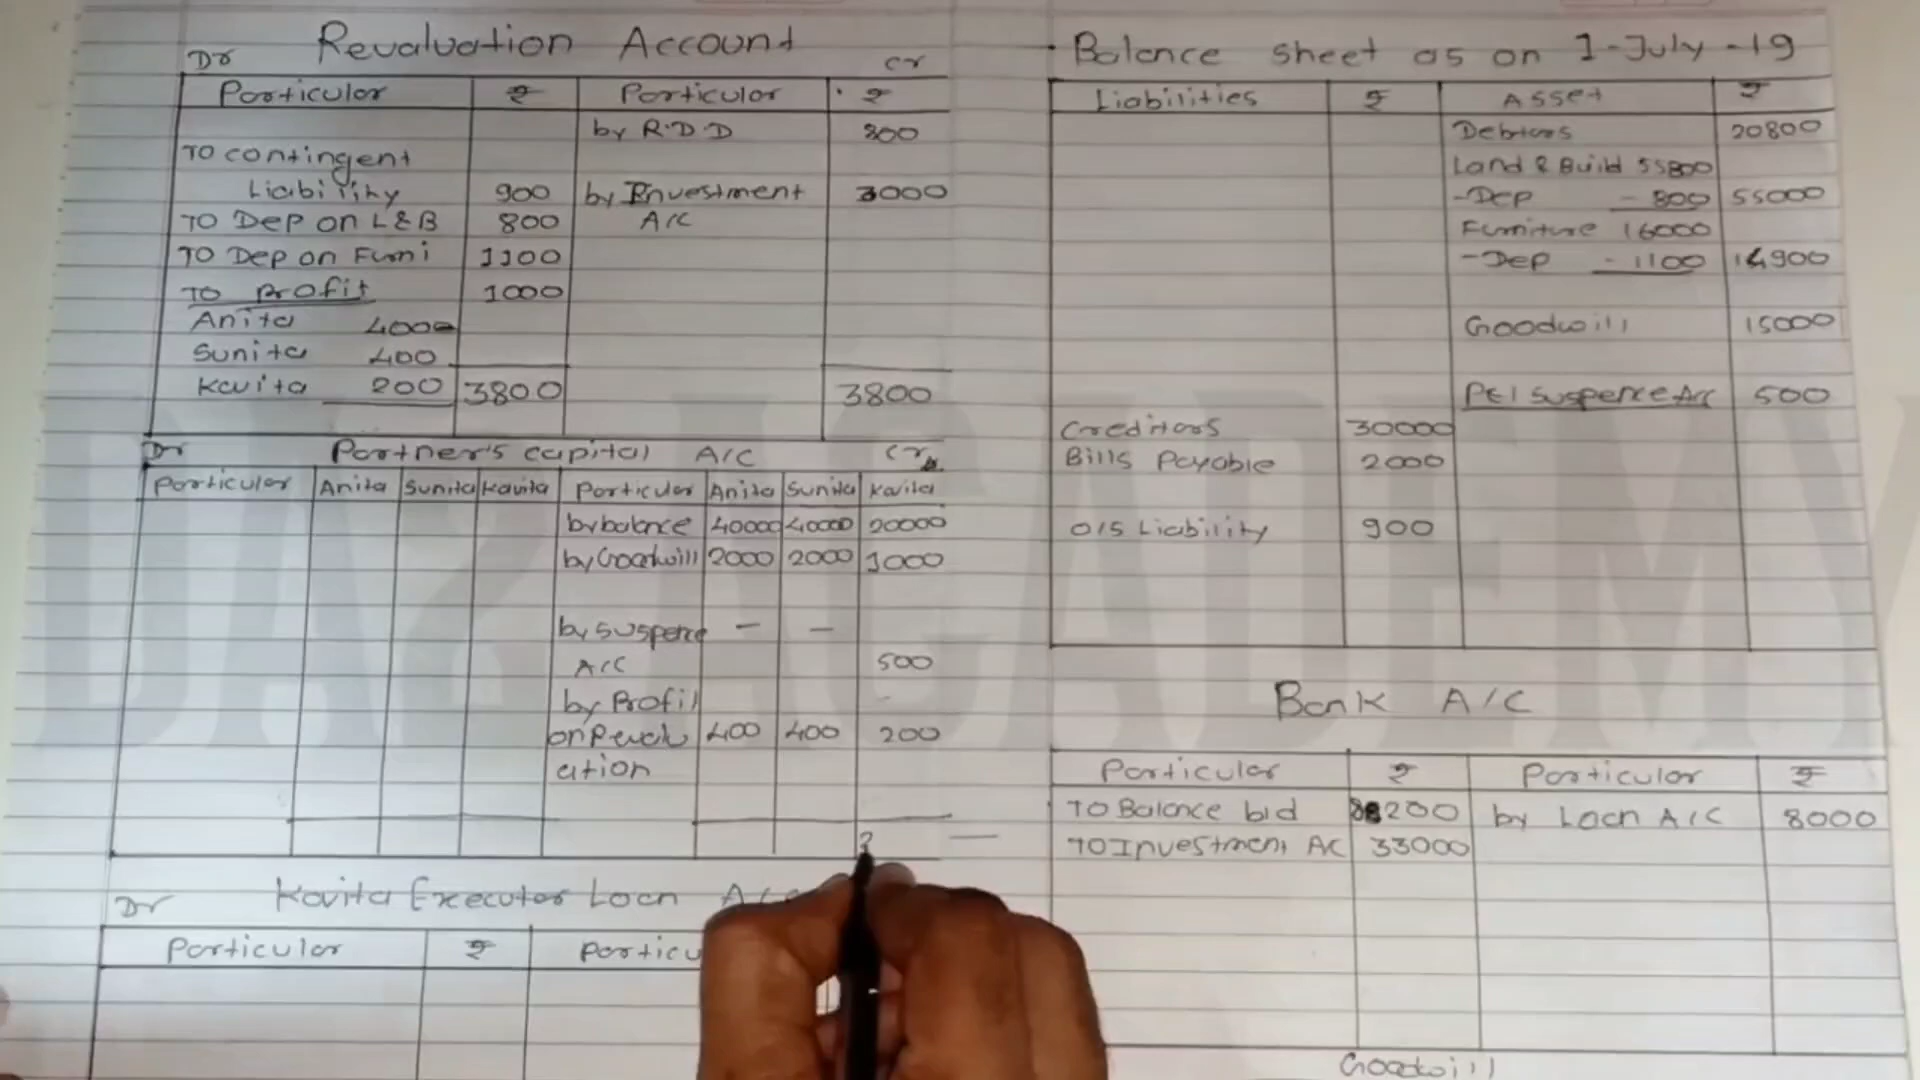 Revaluation Account
Dr Cr
Particular ₹ Particular ₹
by R.D.D 800
To contingent
Liability 900 by Investment 3000
To Dep on L&B 800 A/C
To Dep on Furni 1100
To Profit 1000
Anita 400
Sunita 400
Kavita 200 3800 3800
Dr Partner's capital A/C Cr
Particular Anita Sunita Kavita Particular Anita Sunita Kavita
by balance 40000 40000 20000
by Goodwill 2000 2000 1000
by suspence — —
A/C 500
by Profit
on Revalu 400 400 200
ation
Dr Kavita Executor Loan
Particular ₹ Particu
Balance sheet as on 1-July-19
Liabilities ₹ Asset ₹
Debtors 20800
Land & Build 55800
-Dep - 800 55000
Furniture 16000
-Dep - 1100 14900
Goodwill 15000
P&l suspence A/c 500
Creditors 30000
Bills Payable 2000
O/S Liability 900
Bank A/C
Particular ₹ Particular ₹
To Balance b/d 200 by Loan A/C 8000
To Investment AC 33000
Goodwill
DAS ACADEMY